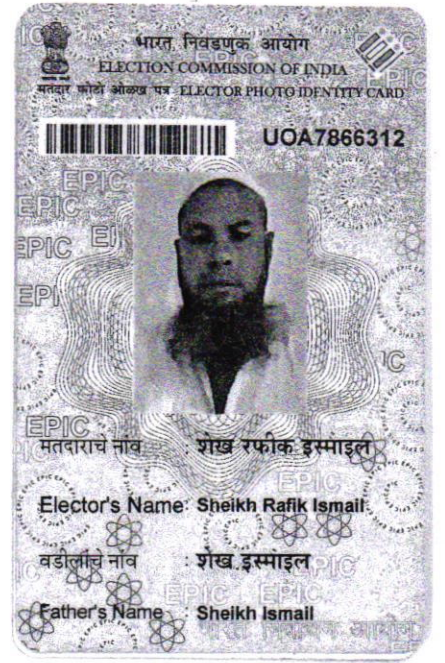 भारत निवडणूक आयोग
ELECTION COMMISSION OF INDIA
मतदार फोटो ओळख पत्र ELECTOR PHOTO IDENTITY CARD
UOA7866312
मतदाराचे नांव : शेख रफीक इस्माइल
Elector's Name: Sheikh Rafik Ismail
वडीलांचे नाव : शेख इस्माइल
Father's Name : Sheikh Ismail